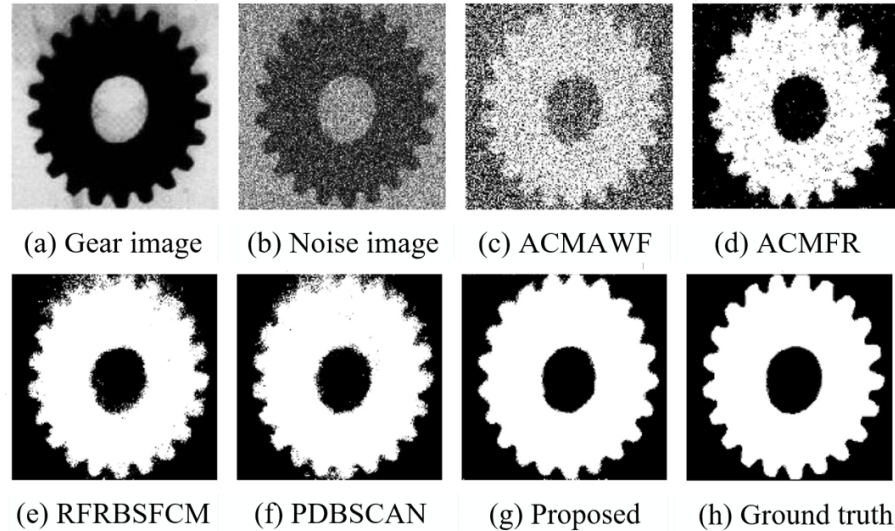 (a) Gear image (b) Noise image (c) ACMAWF (d) ACMFR
(e) RFRBSFCM (f) PDBSCAN (g) Proposed (h) Ground truth